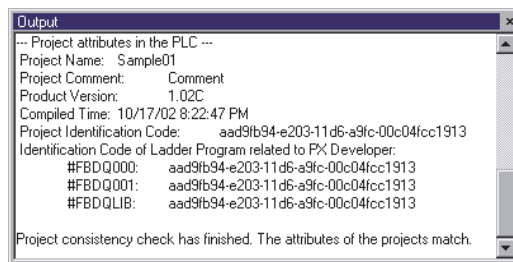 Output
--- Project attributes in the PLC ---
Project Name: Sample01
Project Comment: Comment
Product Version: 1.02C
Compiled Time: 10/17/02 8:22:47 PM
Project Identification Code: aad9fb94-e203-11d6-a9fc-00c04fcc1913
Identification Code of Ladder Program related to PX Developer:
#FBDQ000: aad9fb94-e203-11d6-a9fc-00c04fcc1913
#FBDQ001: aad9fb94-e203-11d6-a9fc-00c04fcc1913
#FBDQLIB: aad9fb94-e203-11d6-a9fc-00c04fcc1913
Project consistency check has finished. The attributes of the projects match.